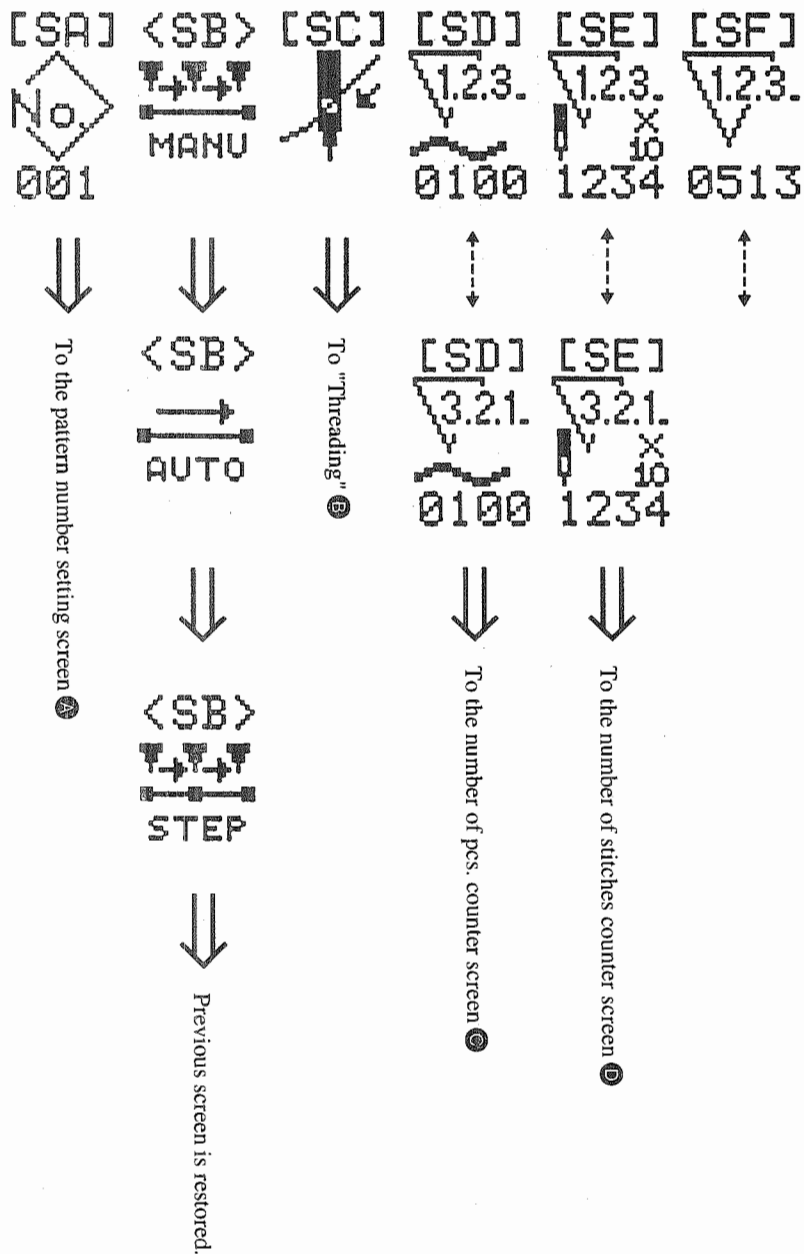 [SA]
No.
001
To the pattern number setting screen A
<SB>
MANU
<SB>
AUTO
<SB>
STEP
Previous screen is restored.
[SC]
To "Threading" B
[SD]
1.2.3.
0100
[SD]
3.2.1.
0100
To the number of pcs. counter screen C
[SE]
1.2.3.
X
10
1234
[SE]
3.2.1.
X
10
1234
To the number of stitches counter screen D
[SF]
1.2.3.
0513